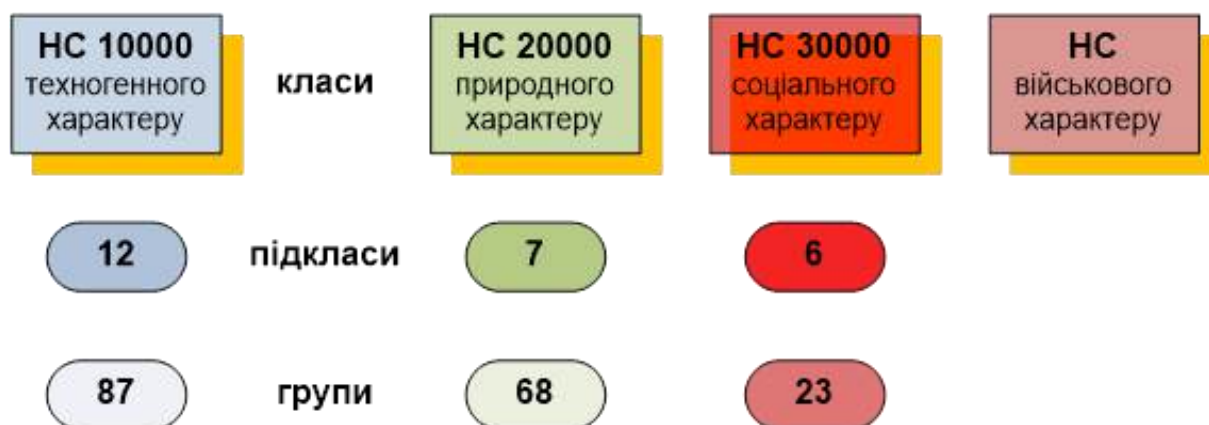 НС 10000
техногенного
характеру
класи
НС 20000
природного
характеру
НС 30000
соціального
характеру
НС
військового
характеру
12
підкласи
7
6
87
групи
68
23